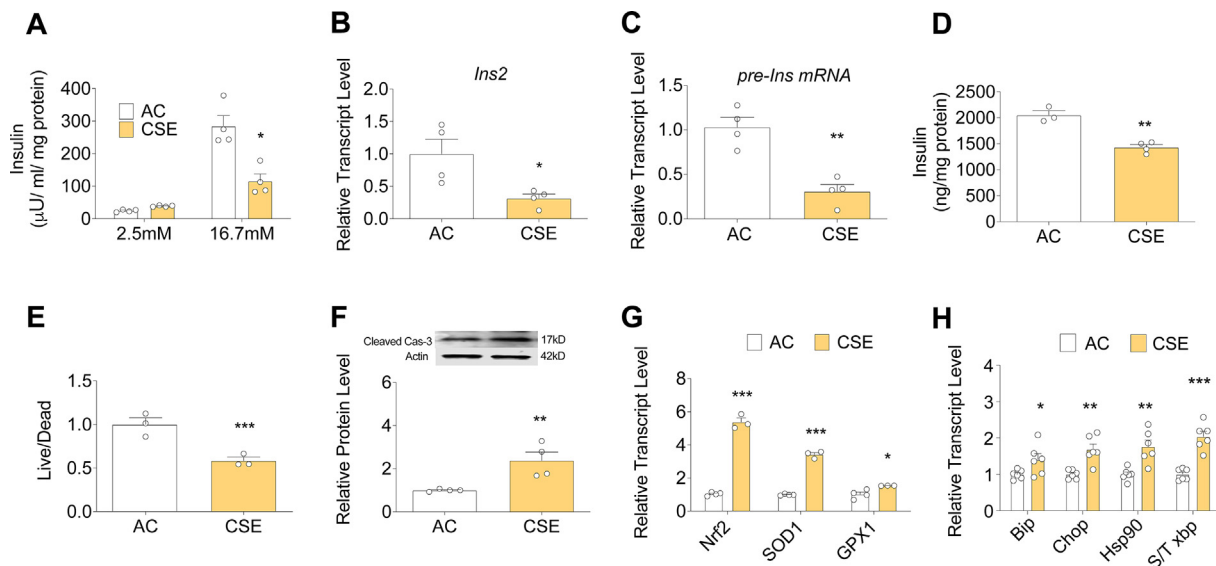 A
Insulin
(μU/ ml/ mg protein)
400
300
200
100
0
AC
CSE
*
2.5mM
16.7mM
B
Ins2
Relative Transcript Level
2.0
1.5
1.0
0.5
0.0
*
AC
CSE
C
pre-Ins mRNA
Relative Transcript Level
1.5
1.0
0.5
0.0
**
AC
CSE
D
Insulin
(ng/mg protein)
2500
2000
1500
1000
500
0
**
AC
CSE
E
Live/Dead
1.5
1.0
0.5
0.0
***
AC
CSE
F
Cleaved Cas-3
17kD
Actin
42kD
Relative Protein Level
6
4
2
0
**
AC
CSE
G
AC
CSE
Relative Transcript Level
8
6
4
2
0
***
***
*
Nrf2
SOD1
GPX1
H
AC
CSE
Relative Transcript Level
4
3
2
1
0
*
**
**
***
Bip
Chop
Hsp90
S/T xbp